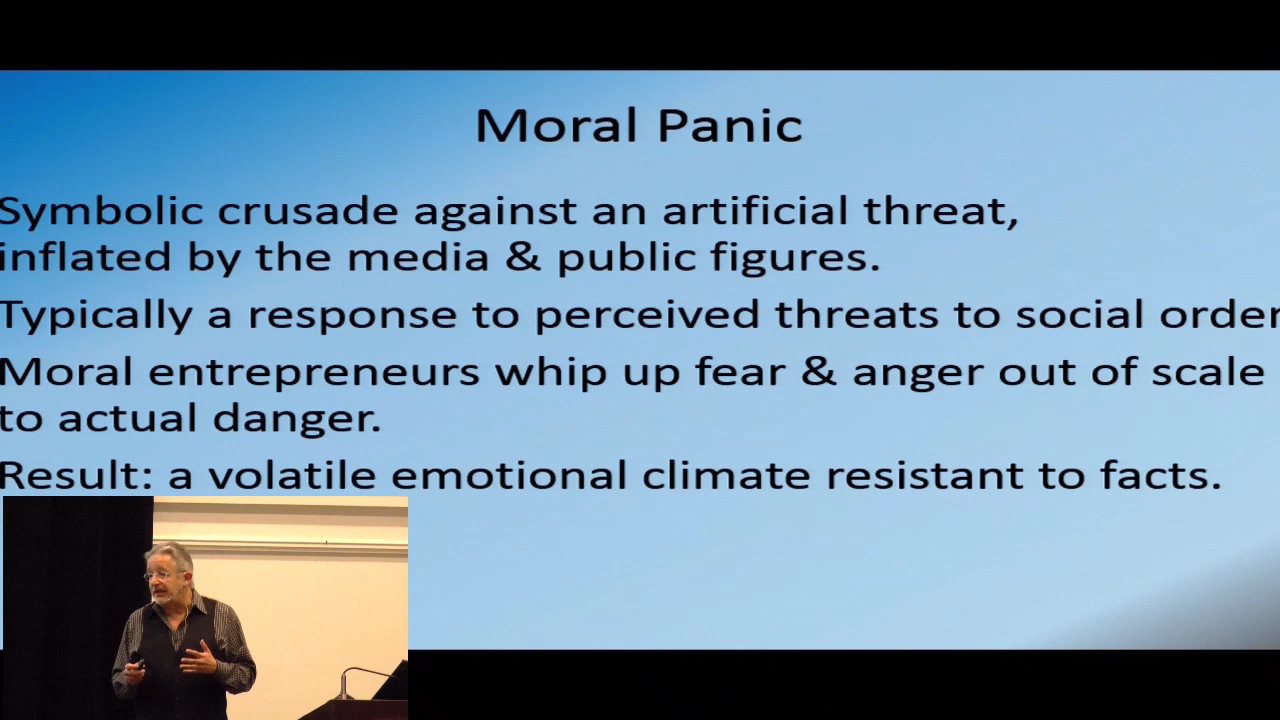 Moral Panic
Symbolic crusade against an artificial threat,
inflated by the media & public figures.
Typically a response to perceived threats to social order
Moral entrepreneurs whip up fear & anger out of scale
to actual danger.
Result: a volatile emotional climate resistant to facts.